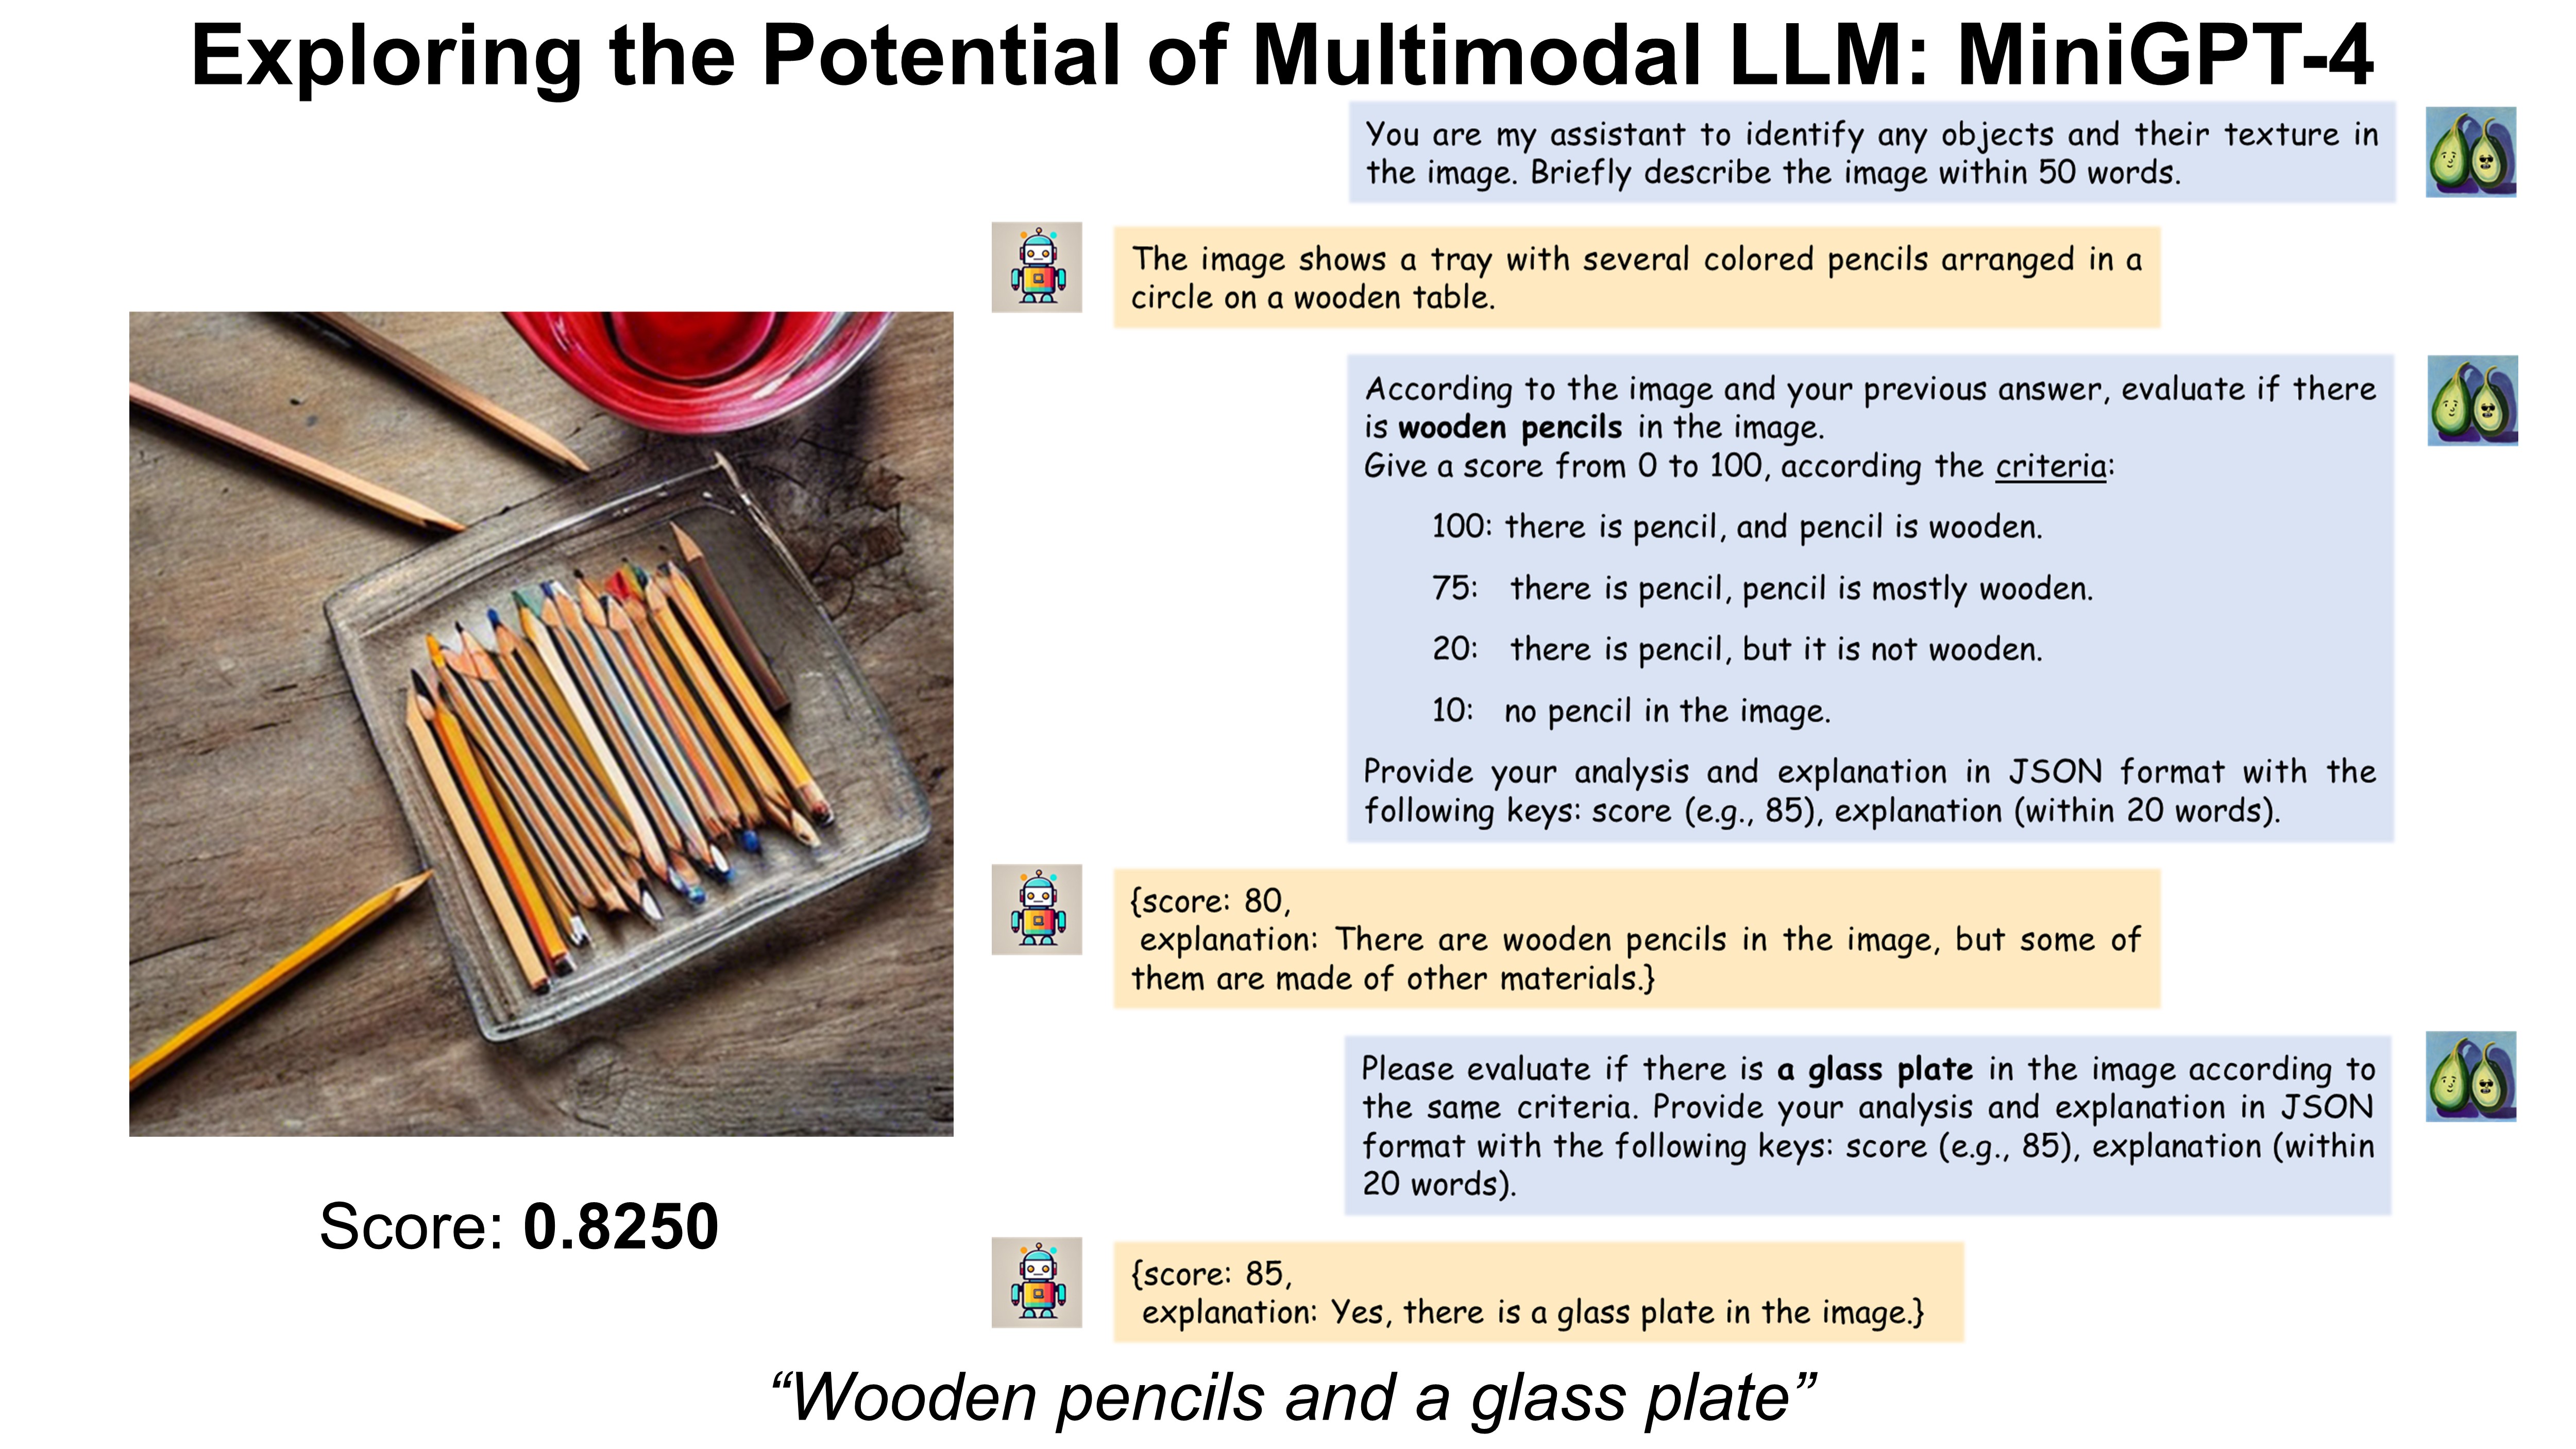 Exploring the Potential of Multimodal LLM: MiniGPT-4
You are my assistant to identify any objects and their texture in
the image. Briefly describe the image within 50 words.
The image shows a tray with several colored pencils arranged in a
circle on a wooden table.
According to the image and your previous answer, evaluate if there
is wooden pencils in the image.
Give a score from 0 to 100, according the criteria:
100: there is pencil, and pencil is wooden.
75: there is pencil, pencil is mostly wooden.
20: there is pencil, but it is not wooden.
10: no pencil in the image.
Provide your analysis and explanation in JSON format with the
following keys: score (e.g., 85), explanation (within 20 words).
{score: 80,
explanation: There are wooden pencils in the image, but some of
them are made of other materials.}
Please evaluate if there is a glass plate in the image according to
the same criteria. Provide your analysis and explanation in JSON
format with the following keys: score (e.g., 85), explanation (within
20 words).
Score: 0.8250
{score: 85,
explanation: Yes, there is a glass plate in the image.}
“Wooden pencils and a glass plate”